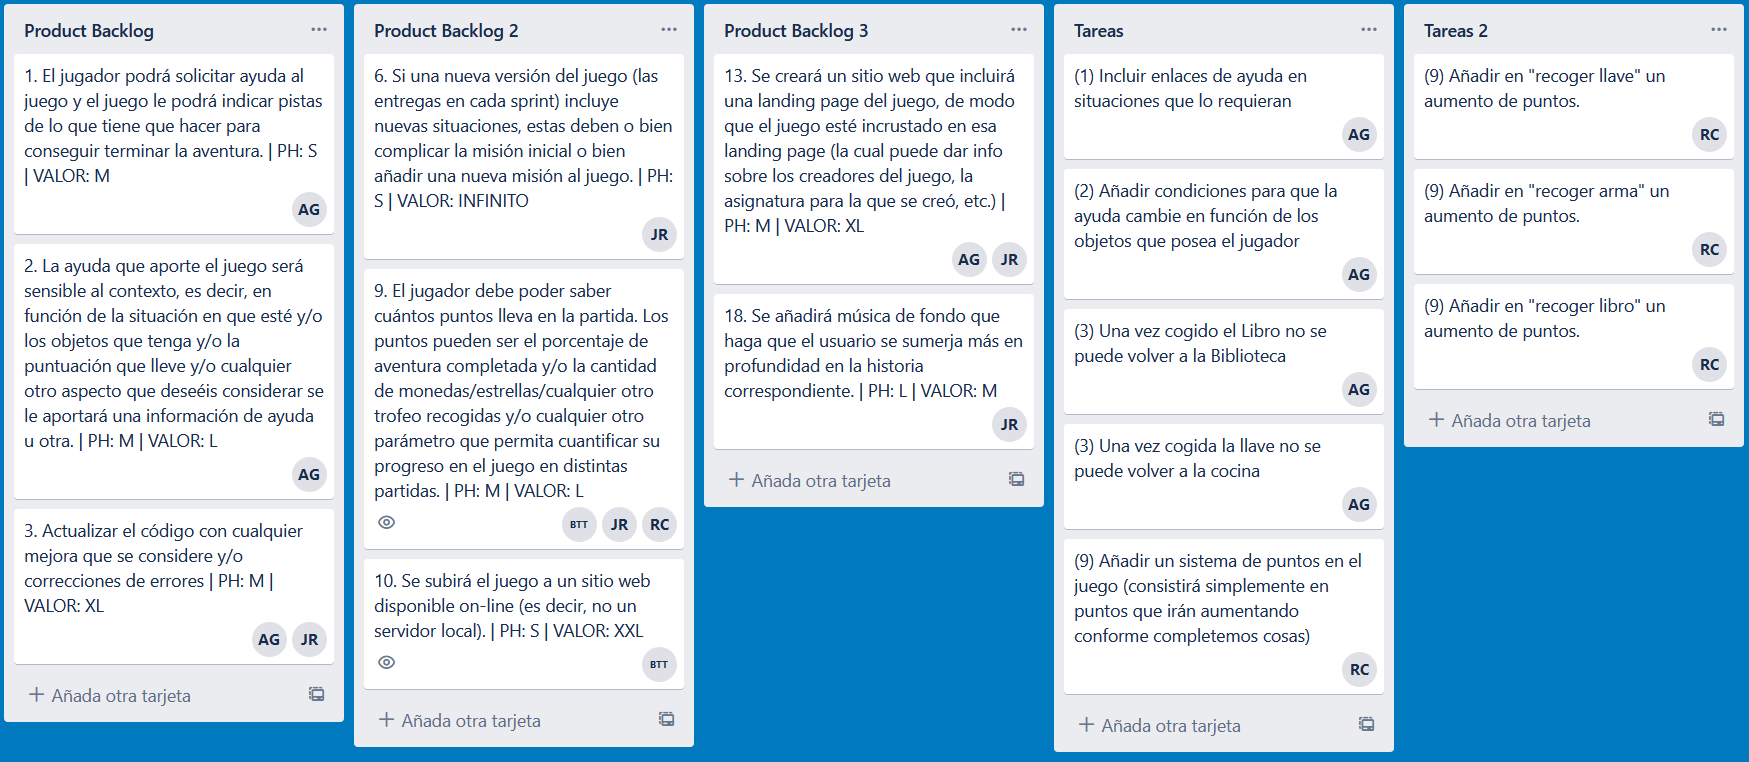 Product Backlog
1. El jugador podrá solicitar ayuda al
juego y el juego le podrá indicar pistas
de lo que tiene que hacer para
conseguir terminar la aventura. | PH: S
| VALOR: M
AG
2. La ayuda que aporte el juego será
sensible al contexto, es decir, en
función de la situación en que esté y/o
los objetos que tenga y/o la
puntuación que lleve y/o cualquier
otro aspecto que deseéis considerar se
le aportará una información de ayuda
u otra. | PH: M | VALOR: L
AG
3. Actualizar el código con cualquier
mejora que se considere y/o
correcciones de errores | PH: M |
VALOR: XL
AG JR
+ Añada otra tarjeta
Product Backlog 2
6. Si una nueva versión del juego (las
entregas en cada sprint) incluye
nuevas situaciones, estas deben o bien
complicar la misión inicial o bien
añadir una nueva misión al juego. | PH:
S | VALOR: INFINITO
JR
9. El jugador debe poder saber
cuántos puntos lleva en la partida. Los
puntos pueden ser el porcentaje de
aventura completada y/o la cantidad
de monedas/estrellas/cualquier otro
trofeo recogidas y/o cualquier otro
parámetro que permita cuantificar su
progreso en el juego en distintas
partidas. | PH: M | VALOR: L
BTT JR RC
10. Se subirá el juego a un sitio web
disponible on-line (es decir, no un
servidor local). | PH: S | VALOR: XXL
BTT
+ Añada otra tarjeta
Product Backlog 3
13. Se creará un sitio web que incluirá
una landing page del juego, de modo
que el juego esté incrustado en esa
landing page (la cual puede dar info
sobre los creadores del juego, la
asignatura para la que se creó, etc.) |
PH: M | VALOR: XL
AG JR
18. Se añadirá música de fondo que
haga que el usuario se sumerja más en
profundidad en la historia
correspondiente. | PH: L | VALOR: M
JR
+ Añada otra tarjeta
Tareas
(1) Incluir enlaces de ayuda en
situaciones que lo requieran
AG
(2) Añadir condiciones para que la
ayuda cambie en función de los
objetos que posea el jugador
AG
(3) Una vez cogido el Libro no se
puede volver a la Biblioteca
AG
(3) Una vez cogida la llave no se
puede volver a la cocina
AG
(9) Añadir un sistema de puntos en el
juego (consistirá simplemente en
puntos que irán aumentando
conforme completemos cosas)
RC
+ Añada otra tarjeta
Tareas 2
(9) Añadir en "recoger llave" un
aumento de puntos.
RC
(9) Añadir en "recoger arma" un
aumento de puntos.
RC
(9) Añadir en "recoger libro" un
aumento de puntos.
RC
+ Añada otra tarjeta